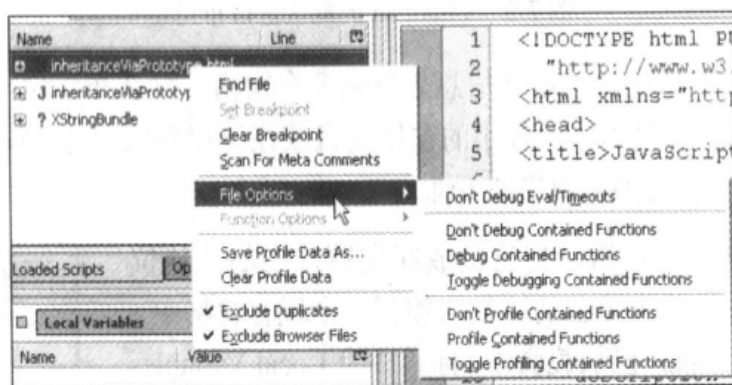 Name Line
inheritanceViaPrototype.html
J inheritanceViaPrototyp
? XStringBundle
Find File
Set Breakpoint
Clear Breakpoint
Scan For Meta Comments
File Options
Function Options
Save Profile Data As...
Clear Profile Data
✔ Exclude Duplicates
✔ Exclude Browser Files
Don't Debug Eval/Timeouts
Don't Debug Contained Functions
Debug Contained Functions
Toggle Debugging Contained Functions
Don't Profile Contained Functions
Profile Contained Functions
Toggle Profiling Contained Functions
Loaded Scripts Op
Local Variables
Name Value
1 <!DOCTYPE html PU
2 "http://www.w3.
3 <html xmlns="http
4 <head>
5 <title>JavaScript